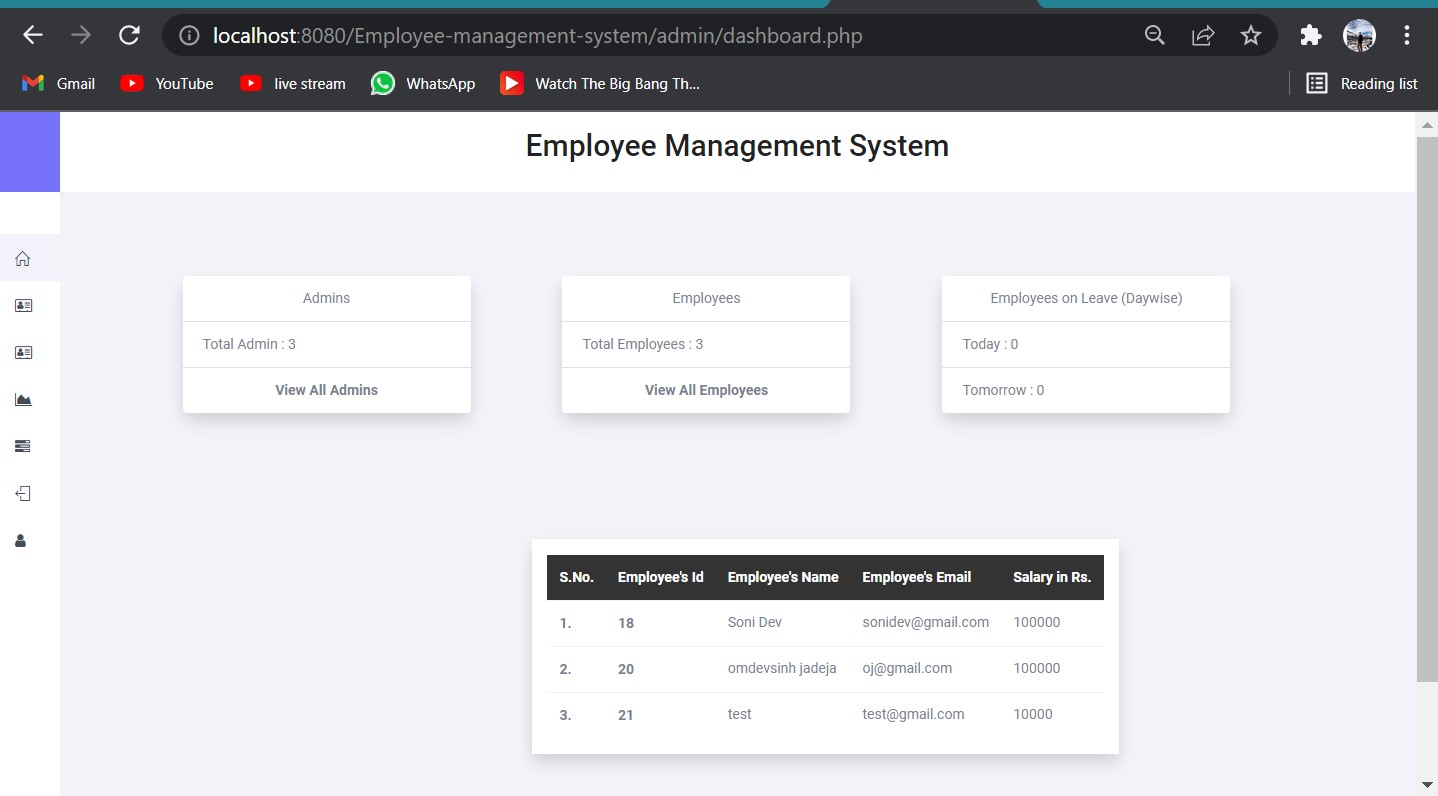 localhost:8080/Employee-management-system/admin/dashboard.php
Gmail YouTube live stream WhatsApp Watch The Big Bang Th... Reading list
Employee Management System
Admins Employees Employees on Leave (Daywise)
Total Admin : 3 Total Employees : 3 Today : 0
View All Admins View All Employees Tomorrow : 0
S.No. Employee's Id Employee's Name Employee's Email Salary in Rs.
1. 18 Soni Dev sonidev@gmail.com 100000
2. 20 omdevsinh jadeja oj@gmail.com 100000
3. 21 test test@gmail.com 10000